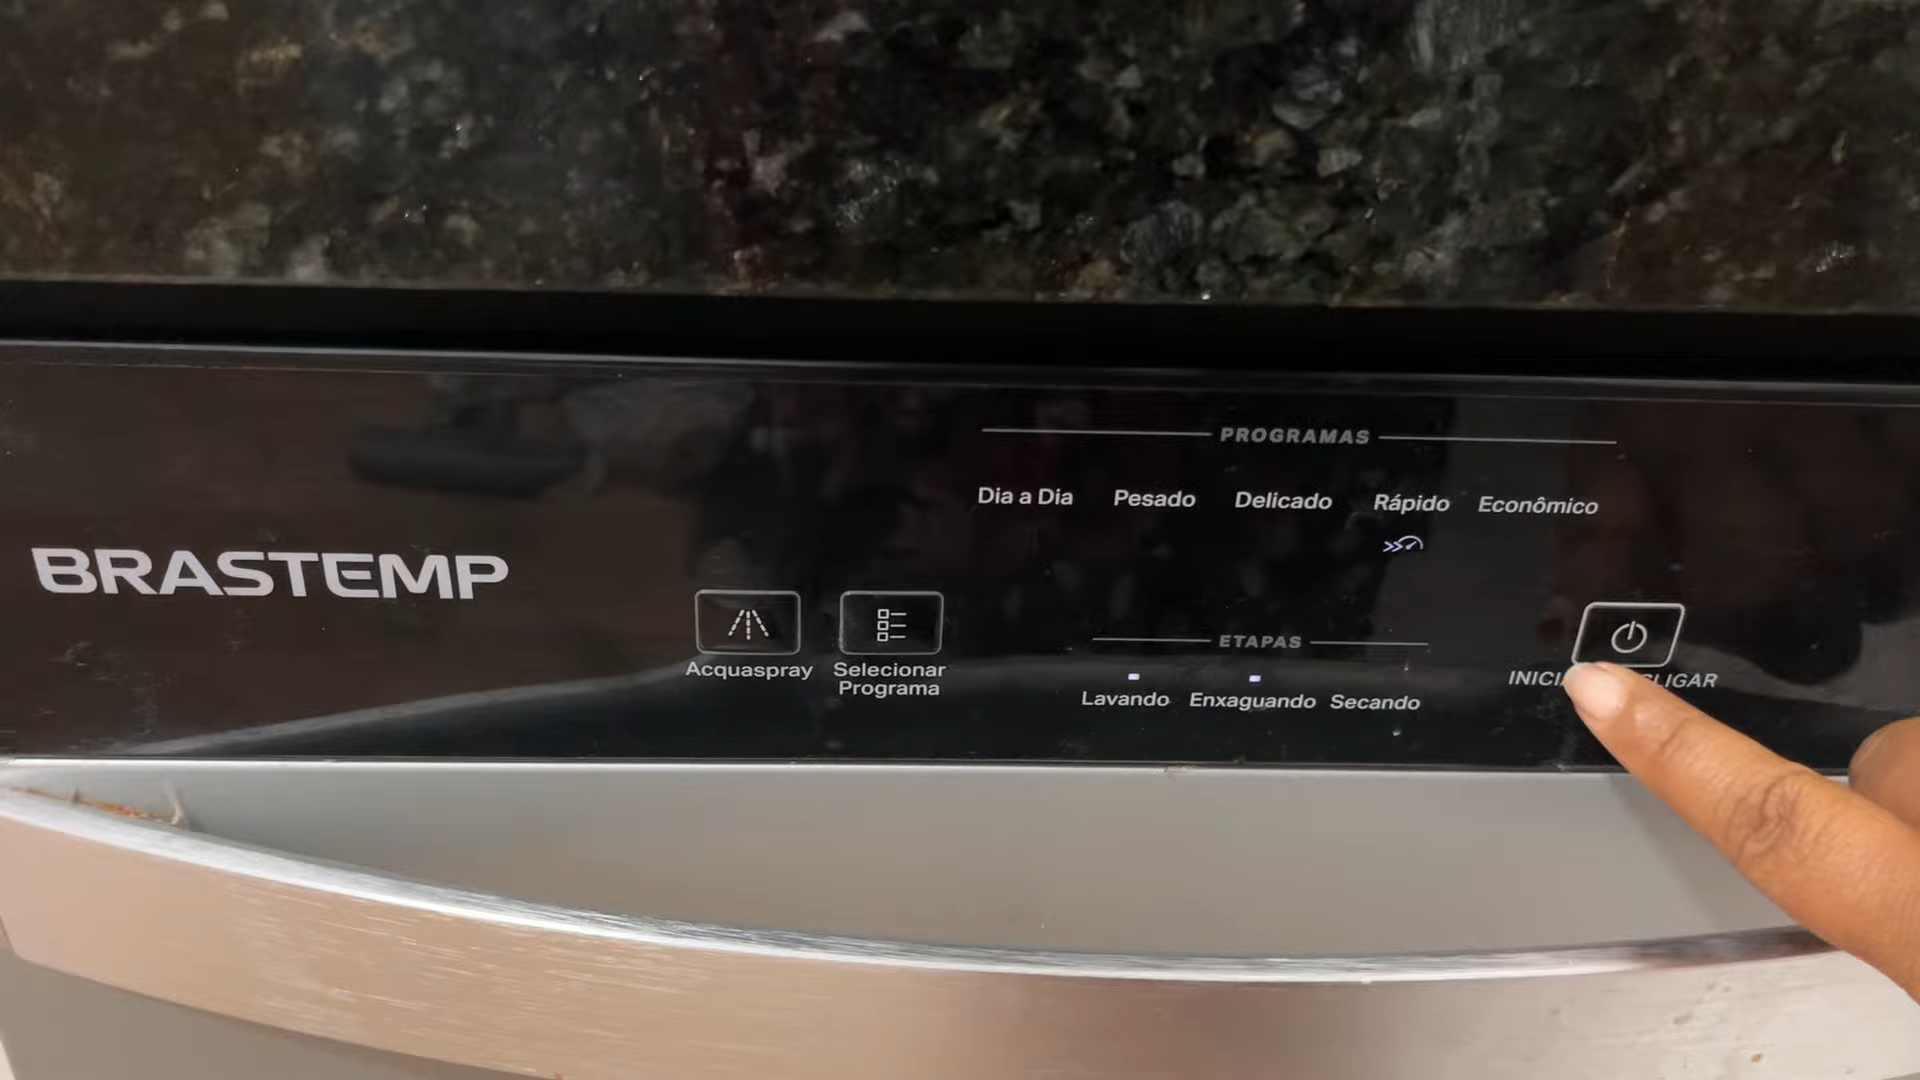 PROGRAMAS
Dia a Dia Pesado Delicado Rápido Econômico
BRASTEMP
Acquaspray
Selecionar
Programa
ETAPAS
Lavando Enxaguando Secando